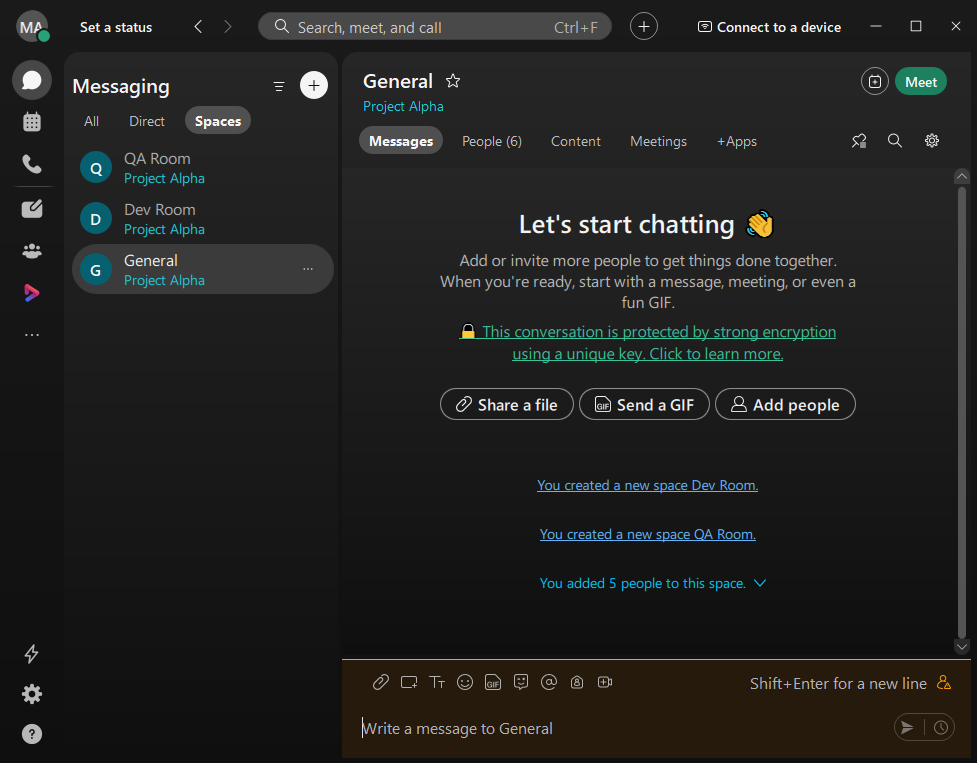 MA
Set a status
Search, meet, and call
Ctrl+F
Connect to a device
Messaging
All
Direct
Spaces
Q
QA Room
Project Alpha
D
Dev Room
Project Alpha
G
General
Project Alpha
General
Project Alpha
Meet
Messages
People (6)
Content
Meetings
+Apps
Let's start chatting 👋
Add or invite more people to get things done together.
When you're ready, start with a message, meeting, or even a
fun GIF.
🔒 This conversation is protected by strong encryption
using a unique key. Click to learn more.
Share a file
GIF
Send a GIF
Add people
You created a new space Dev Room.
You created a new space QA Room.
You added 5 people to this space.
GIF
Shift+Enter for a new line
Write a message to General